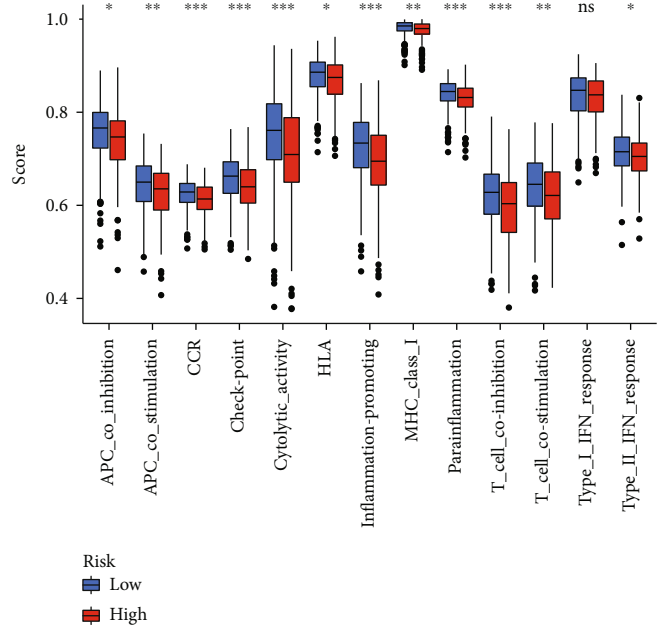 * ** *** *** *** * *** ** *** *** ** ns *
1.0
0.8
0.6
0.4
Score
APC_co_inhibition
APC_co_stimulation
CCR
Check-point
Cytolytic_activity
HLA
Inflammation-promoting
MHC_class_I
Parainflammation
T_cell_co-inhibition
T_cell_co-stimulation
Type_I_IFN_response
Type_II_IFN_response
Risk
Low
High